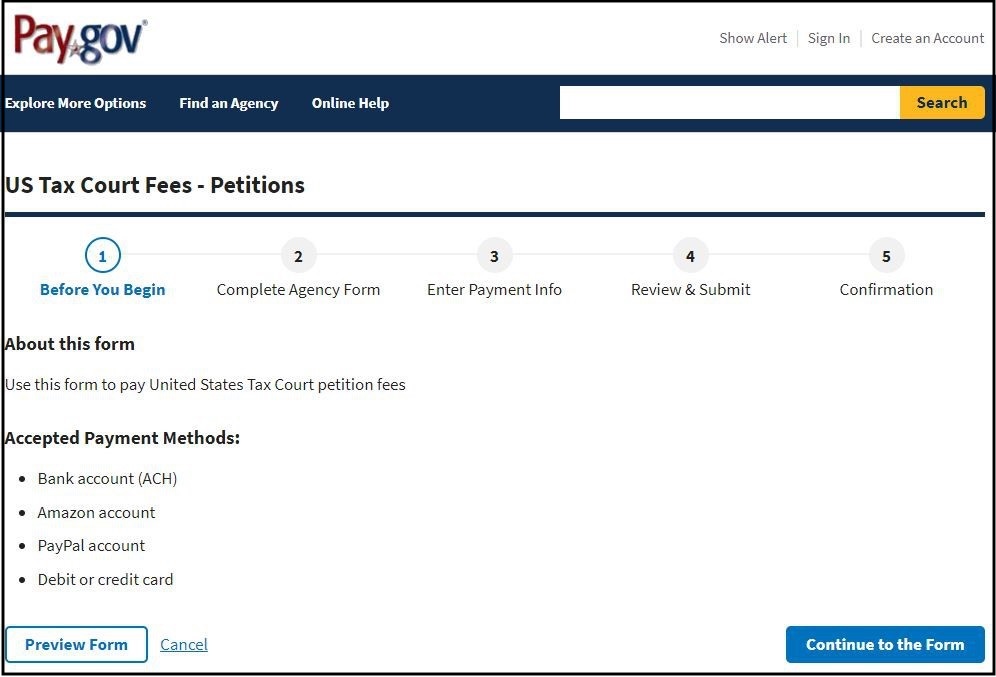 Pay.gov®
Show Alert Sign In Create an Account
Explore More Options Find an Agency Online Help Search
US Tax Court Fees - Petitions
1 2 3 4 5
Before You Begin Complete Agency Form Enter Payment Info Review & Submit Confirmation
About this form
Use this form to pay United States Tax Court petition fees
Accepted Payment Methods:
• Bank account (ACH)
• Amazon account
• PayPal account
• Debit or credit card
Preview Form Cancel Continue to the Form